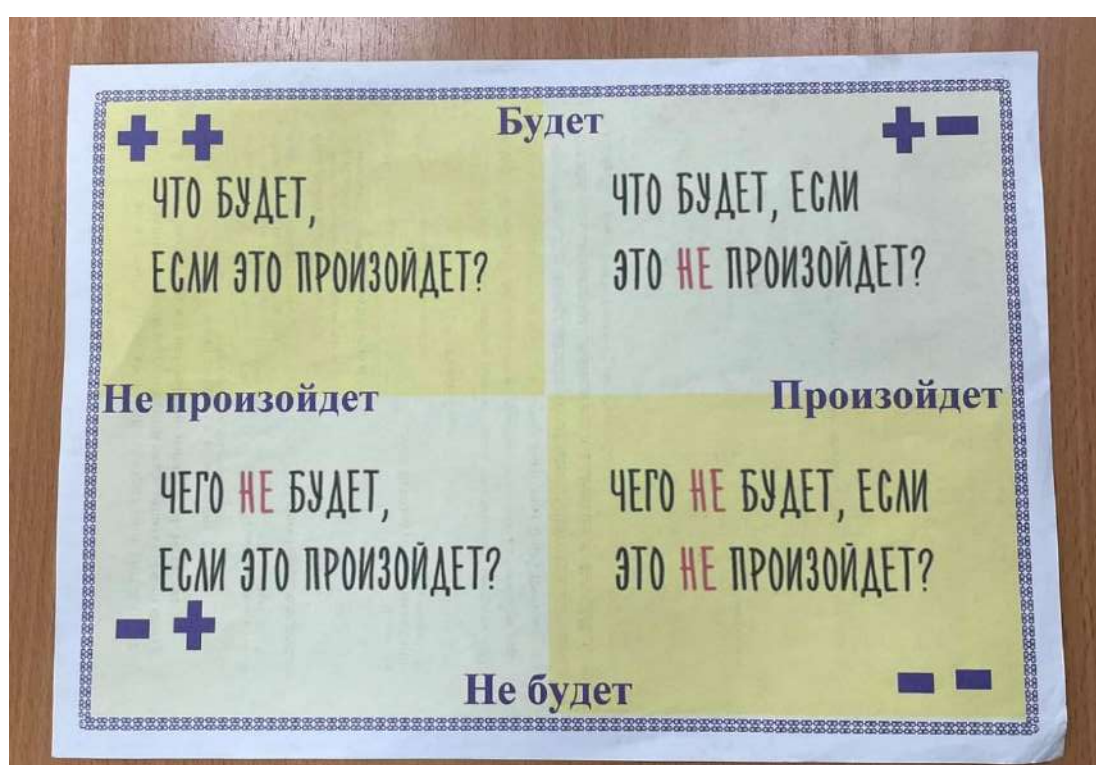 Будет
+ +
ЧТО БУДЕТ,
ЕСЛИ ЭТО ПРОИЗОЙДЕТ?
+ -
ЧТО БУДЕТ, ЕСЛИ
ЭТО НЕ ПРОИЗОЙДЕТ?
Не произойдет
Произойдет
ЧЕГО НЕ БУДЕТ,
ЕСЛИ ЭТО ПРОИЗОЙДЕТ?
- +
ЧЕГО НЕ БУДЕТ, ЕСЛИ
ЭТО НЕ ПРОИЗОЙДЕТ?
- -
Не будет